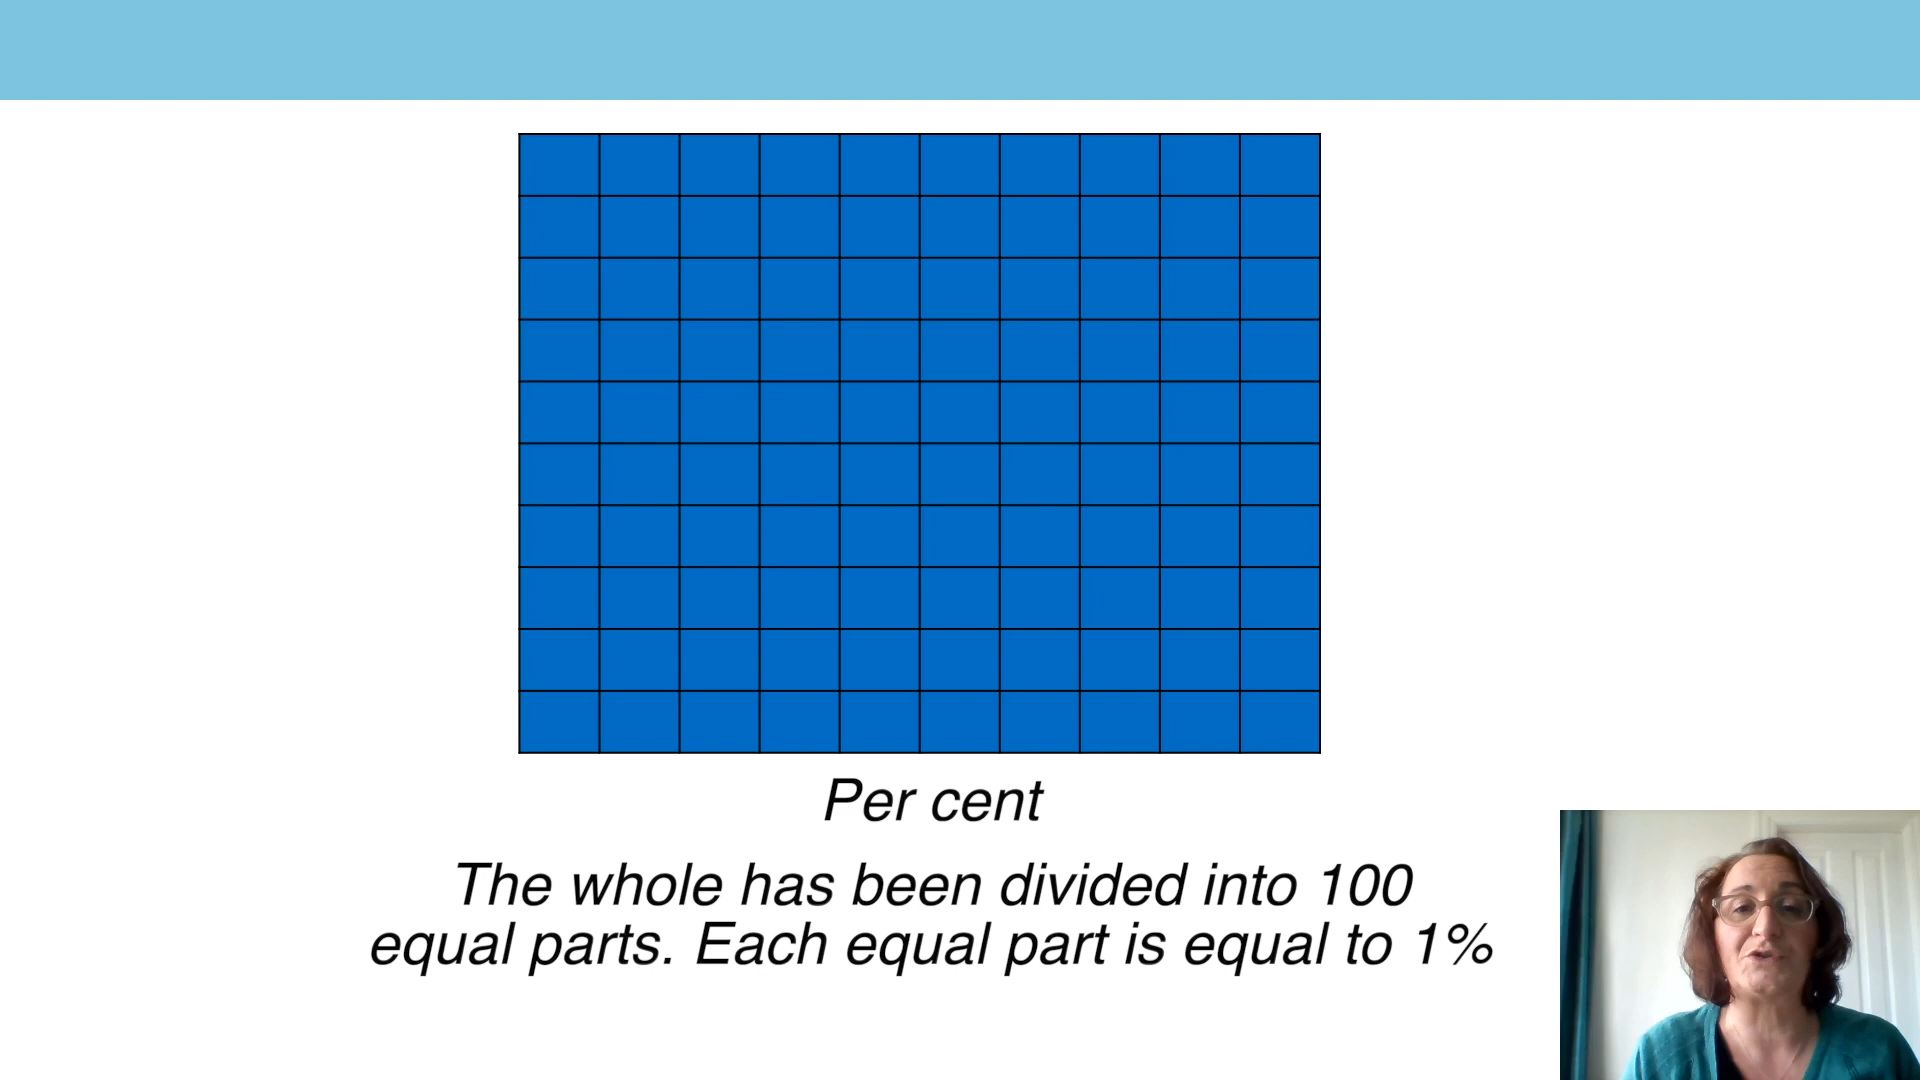 Per cent
The whole has been divided into 100
equal parts. Each equal part is equal to 1%